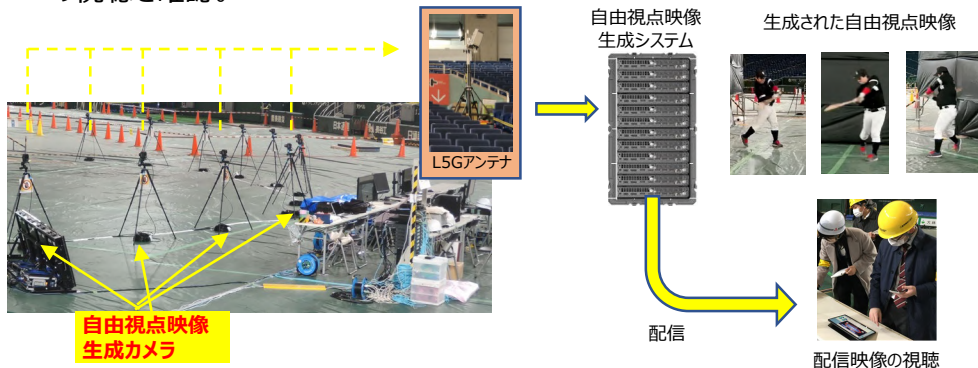 L5Gアンテナ
自由視点映像
生成システム
生成された自由視点映像
自由視点映像
生成カメラ
配信
配信映像の視聴